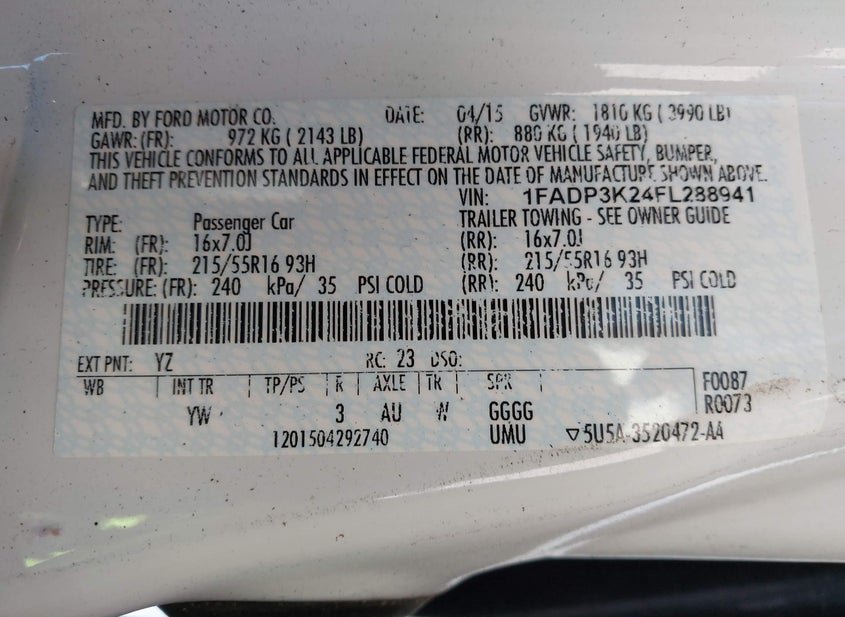 MFD. BY FORD MOTOR CO. DATE: 04/15 GVWR: 1810 KG ( 3990 LB)
GAWR: (FR): 972 KG ( 2143 LB) (RR): 880 KG ( 1940 LB)
THIS VEHICLE CONFORMS TO ALL APPLICABLE FEDERAL MOTOR VEHICLE SAFETY, BUMPER,
AND THEFT PREVENTION STANDARDS IN EFFECT ON THE DATE OF MANUFACTURE SHOWN ABOVE.
VIN: 1FADP3K24FL288941
TYPE: Passenger Car TRAILER TOWING - SEE OWNER GUIDE
RIM: (FR): 16x7.0J (RR): 16x7.0J
TIRE: (FR): 215/55R16 93H (RR): 215/55R16 93H
PRESSURE: (FR): 240 kPa/ 35 PSI COLD (RR): 240 kPa/ 35 PSI COLD
EXT PNT: YZ RC: 23 DSO:
WB INT TR TP/PS R AXLE TR SPR F0087
YW 3 AU W GGGG R0073
1201504292740 UMU ▽5U5A-3520472-AA